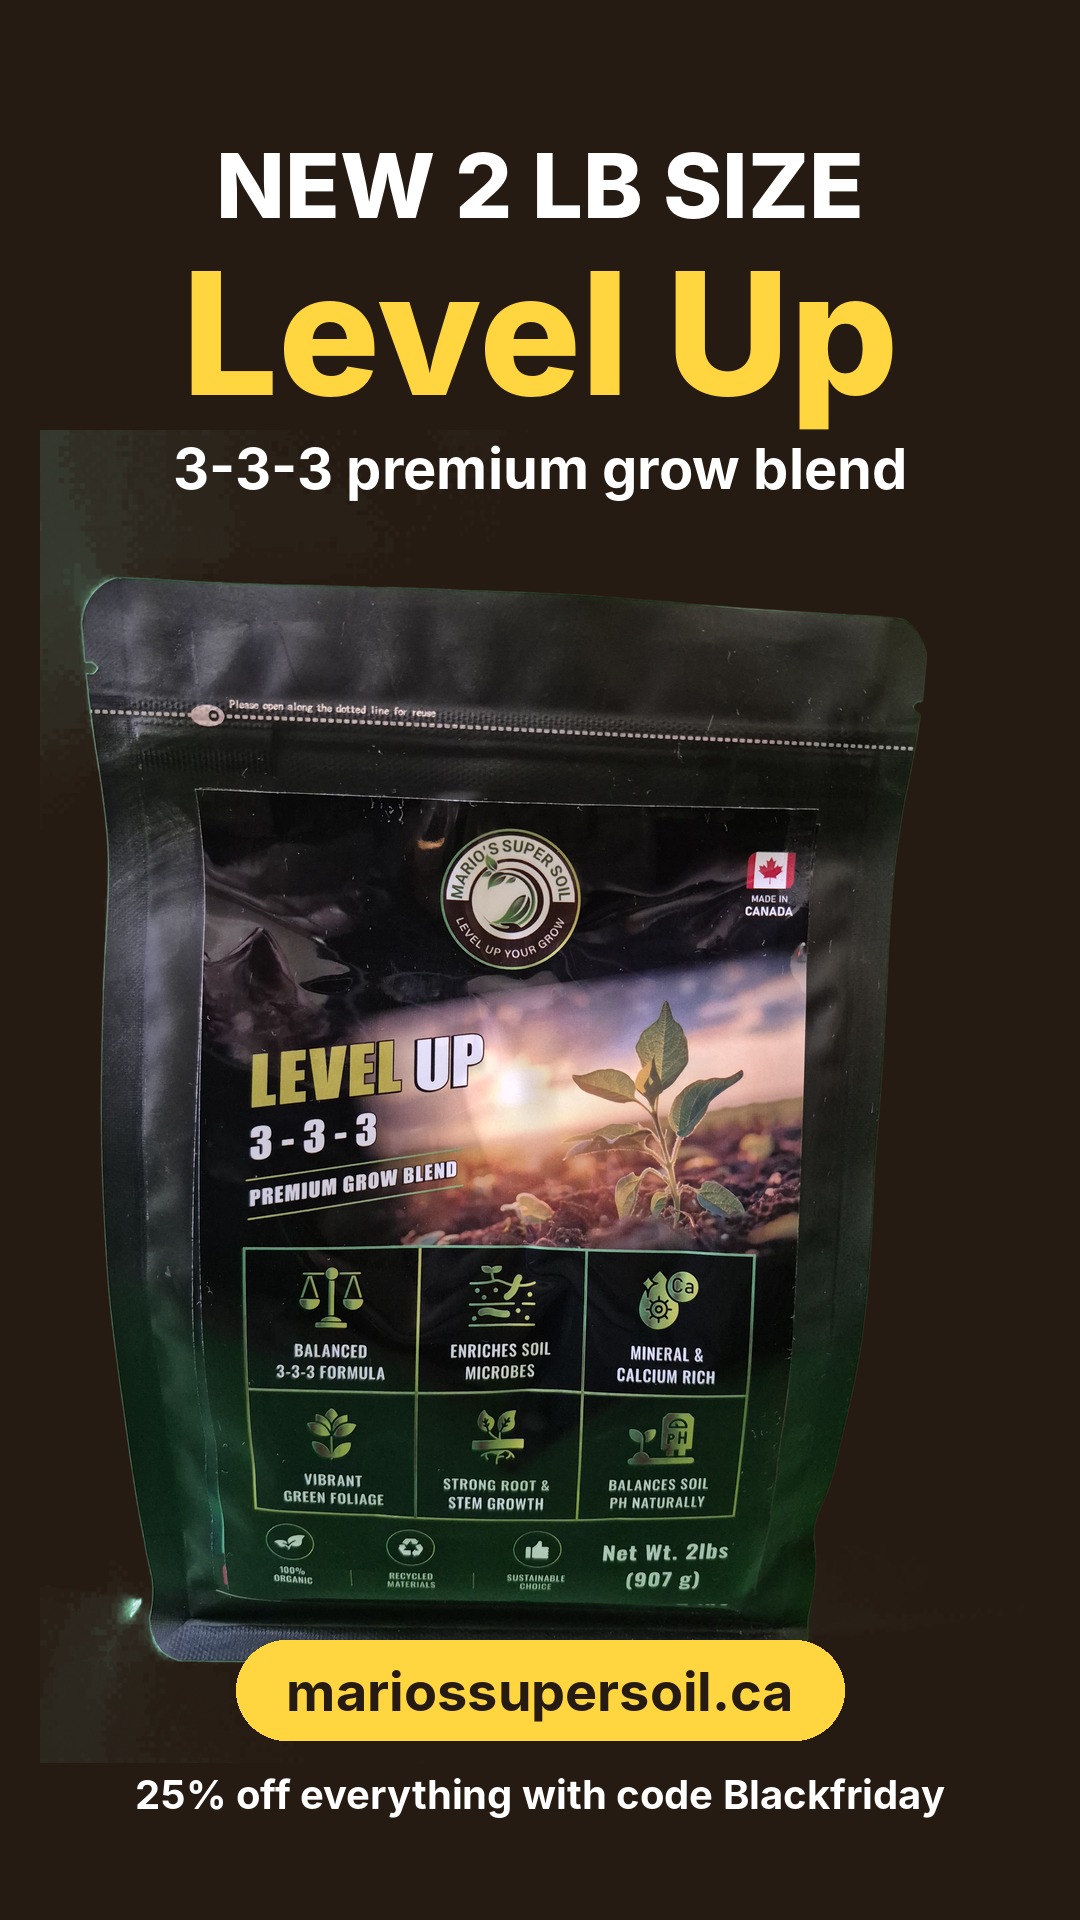 NEW 2 LB SIZE
Level Up
3-3-3 premium grow blend
Please open along the dotted line for reuse
MARIO'S SUPER SOIL
LEVEL UP YOUR GROW
MADE IN
CANADA
LEVEL UP
3-3-3
PREMIUM GROW BLEND
BALANCED
3-3-3 FORMULA
ENRICHES SOIL
MICROBES
Ca
MINERAL &
CALCIUM RICH
VIBRANT
GREEN FOLIAGE
STRONG ROOT &
STEM GROWTH
PH
BALANCES SOIL
PH NATURALLY
100%
ORGANIC
RECYCLED
MATERIALS
SUSTAINABLE
CHOICE
Net Wt. 2lbs
(907 g)
mariossupersoil.ca
25% off everything with code Blackfriday